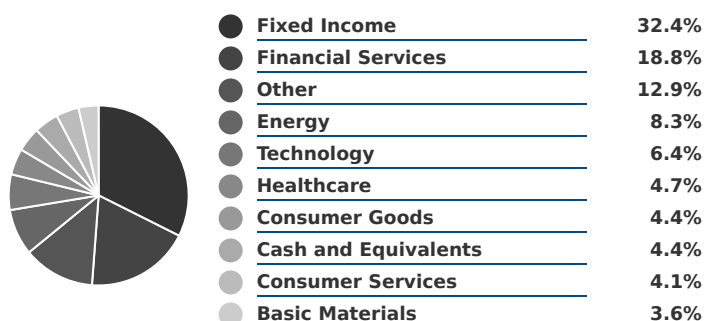 Fixed Income 32.4%
Financial Services 18.8%
Other 12.9%
Energy 8.3%
Technology 6.4%
Healthcare 4.7%
Consumer Goods 4.4%
Cash and Equivalents 4.4%
Consumer Services 4.1%
Basic Materials 3.6%